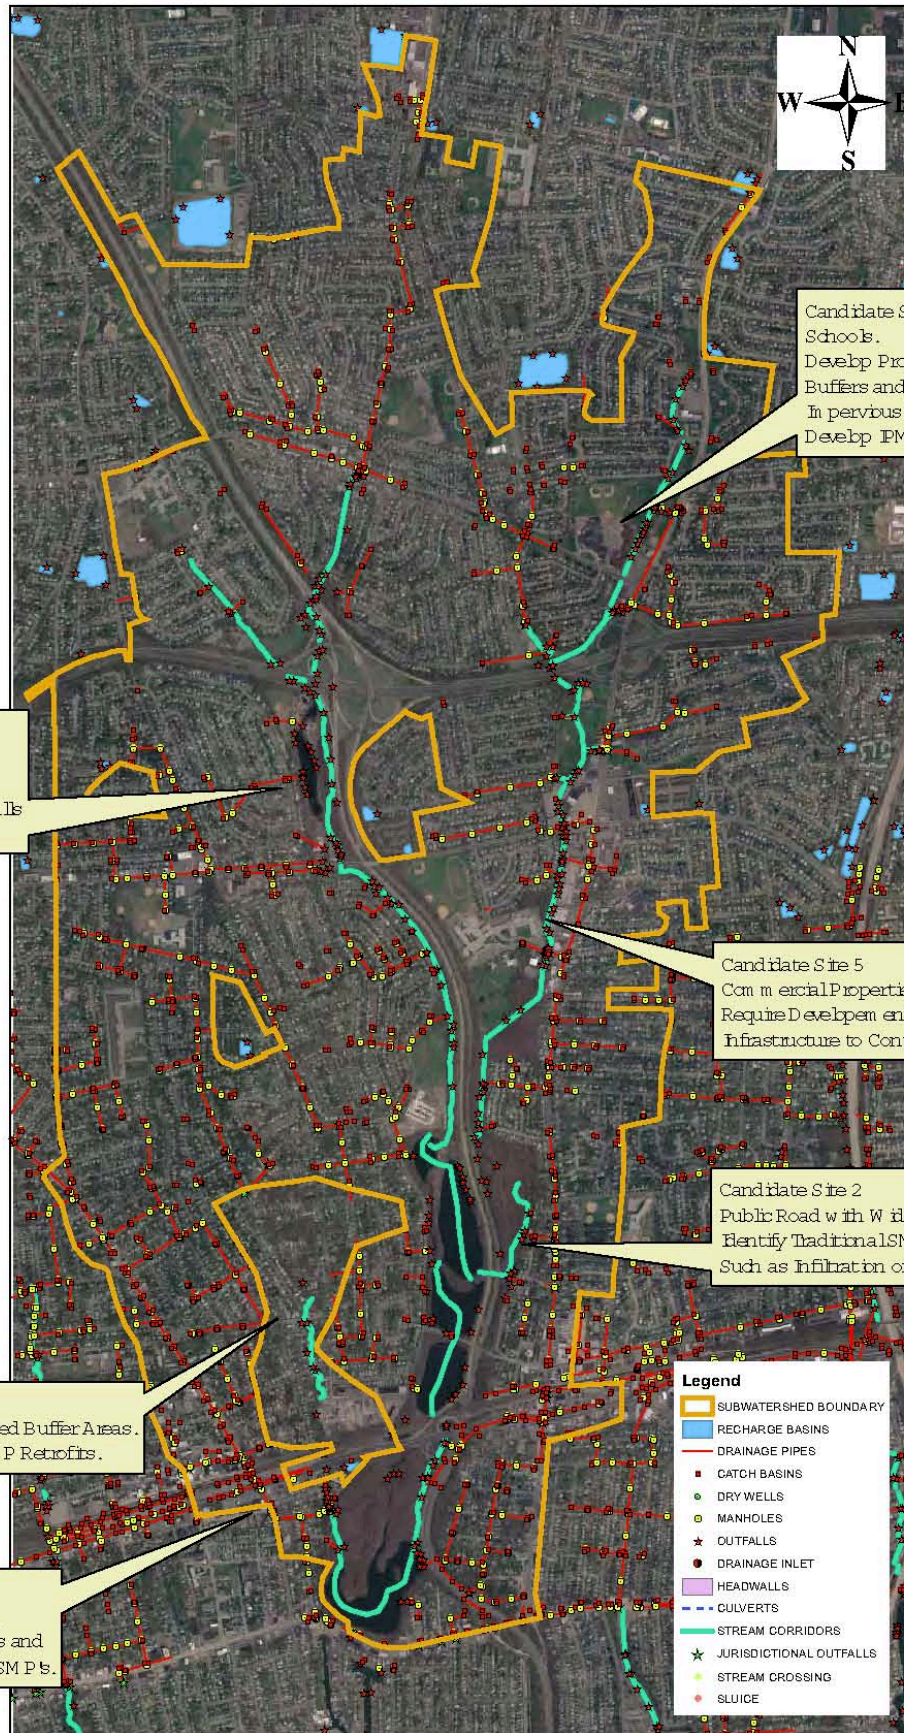 N
W
S
Candidate S
Schools.
Develop Pro
Buffers and
Impervious
Develop IPM
lls
Candidate Site 5
Commercial Properti
Require Developemen
Infrastructure to Con
Candidate Site 2
Public Road with Wid
Identify Traditional SM
Such as Infiltration o
ed Buffer Areas.
P Retrofits.
s and
SMP's.
Legend
SUBWATERSHED BOUNDARY
RECHARGE BASINS
DRAINAGE PIPES
CATCH BASINS
DRY WELLS
MANHOLES
OUTFALLS
DRAINAGE INLET
HEADWALLS
CULVERTS
STREAM CORRIDORS
JURISDICTIONAL OUTFALLS
STREAM CROSSING
SLUICE